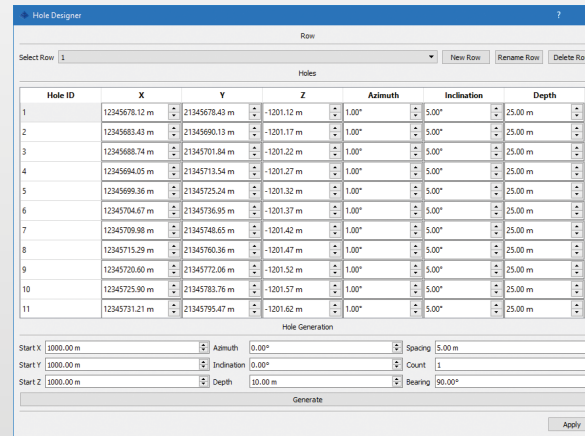 Hole Designer ?
Row
Select Row 1 New Row Rename Row Delete Ro
Holes
Hole ID X Y Z Azimuth Inclination Depth
1 12345678.12 m 21345678.43 m -1201.12 m 1.00° 5.00° 25.00 m
2 12345683.43 m 21345690.13 m -1201.17 m 1.00° 5.00° 25.00 m
3 12345688.74 m 21345701.84 m -1201.22 m 1.00° 5.00° 25.00 m
4 12345694.05 m 21345713.54 m -1201.27 m 1.00° 5.00° 25.00 m
5 12345699.36 m 21345725.24 m -1201.32 m 1.00° 5.00° 25.00 m
6 12345704.67 m 21345736.95 m -1201.37 m 1.00° 5.00° 25.00 m
7 12345709.98 m 21345748.65 m -1201.42 m 1.00° 5.00° 25.00 m
8 12345715.29 m 21345760.36 m -1201.47 m 1.00° 5.00° 25.00 m
9 12345720.60 m 21345772.06 m -1201.52 m 1.00° 5.00° 25.00 m
10 12345725.90 m 21345783.76 m -1201.57 m 1.00° 5.00° 25.00 m
11 12345731.21 m 21345795.47 m -1201.62 m 1.00° 5.00° 25.00 m
Hole Generation
Start X 1000.00 m Azimuth 0.00° Spacing 5.00 m
Start Y 1000.00 m Inclination 0.00° Count 1
Start Z 1000.00 m Depth 10.00 m Bearing 90.00°
Generate
Apply